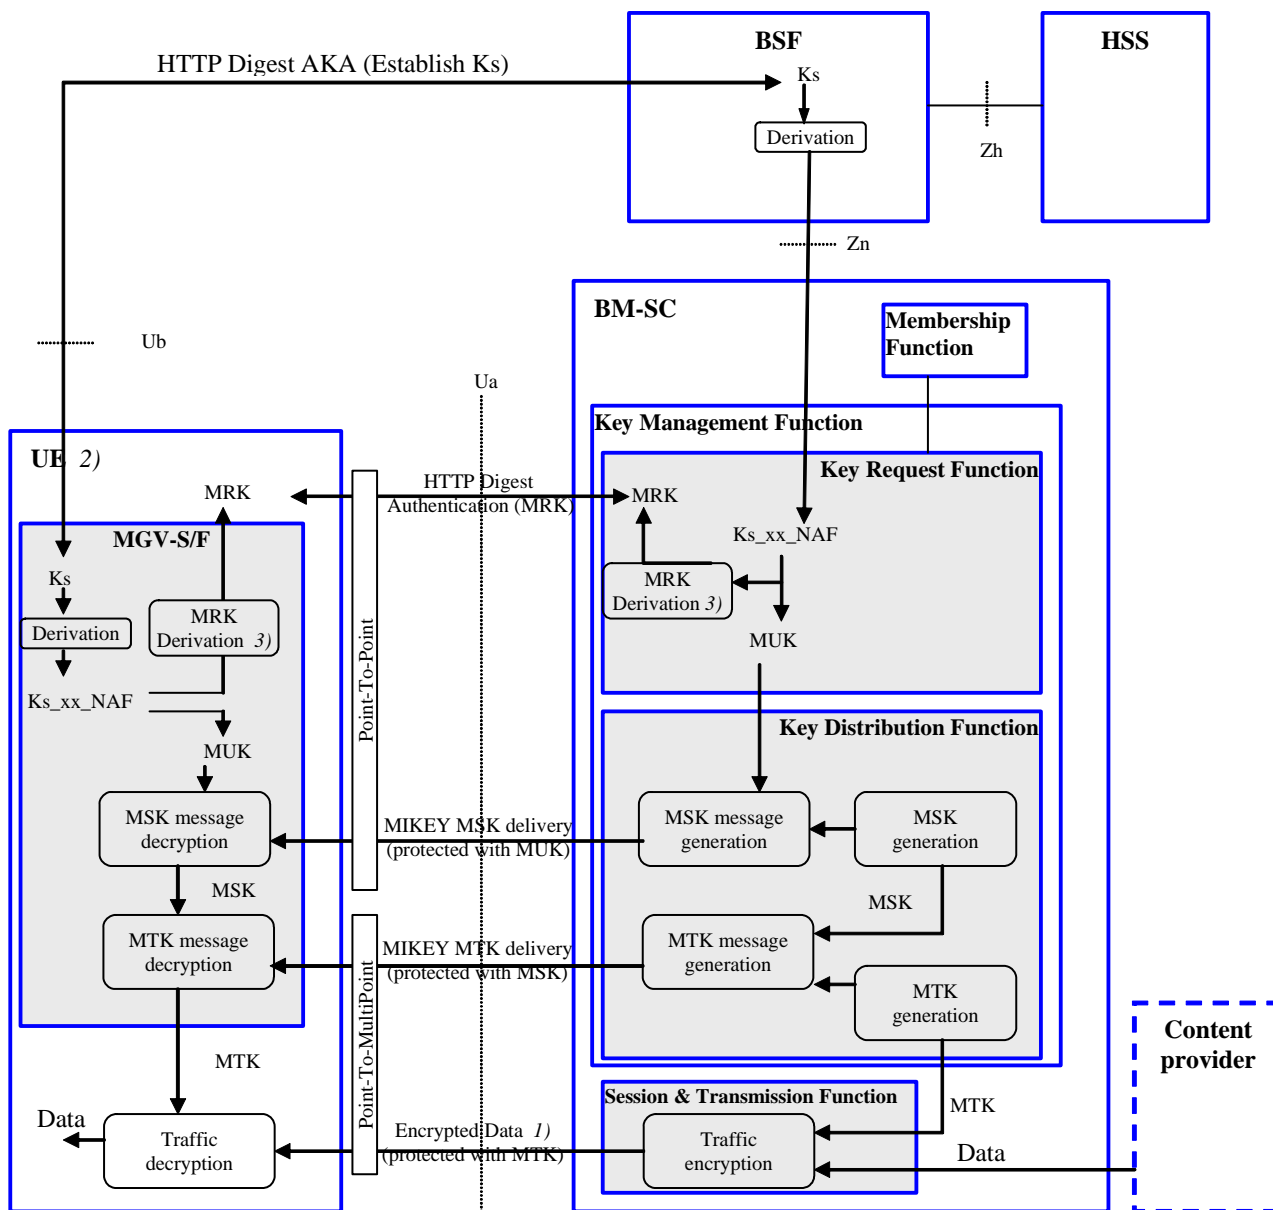 BSF
HSS
HTTP Digest AKA (Establish Ks)
Ks
Derivation
Zh
Zn
BM-SC
Membership
Function
Ub
Ua
Key Management Function
UE 2)
Key Request Function
MRK
HTTP Digest
Authentication (MRK)
MRK
MGV-S/F
Ks_xx_NAF
Ks
MRK
Derivation 3)
MRK
Derivation 3)
Derivation
MUK
Point-To-Point
Ks_xx_NAF
MUK
Key Distribution Function
MSK message
decryption
MIKEY MSK delivery
(protected with MUK)
MSK message
generation
MSK
generation
MSK
MSK
MTK message
decryption
MIKEY MTK delivery
(protected with MSK)
MTK message
generation
MTK
generation
Point-To-MultiPoint
Content
provider
MTK
Session & Transmission Function
MTK
Data
Traffic
decryption
Encrypted Data 1)
(protected with MTK)
Traffic
encryption
Data